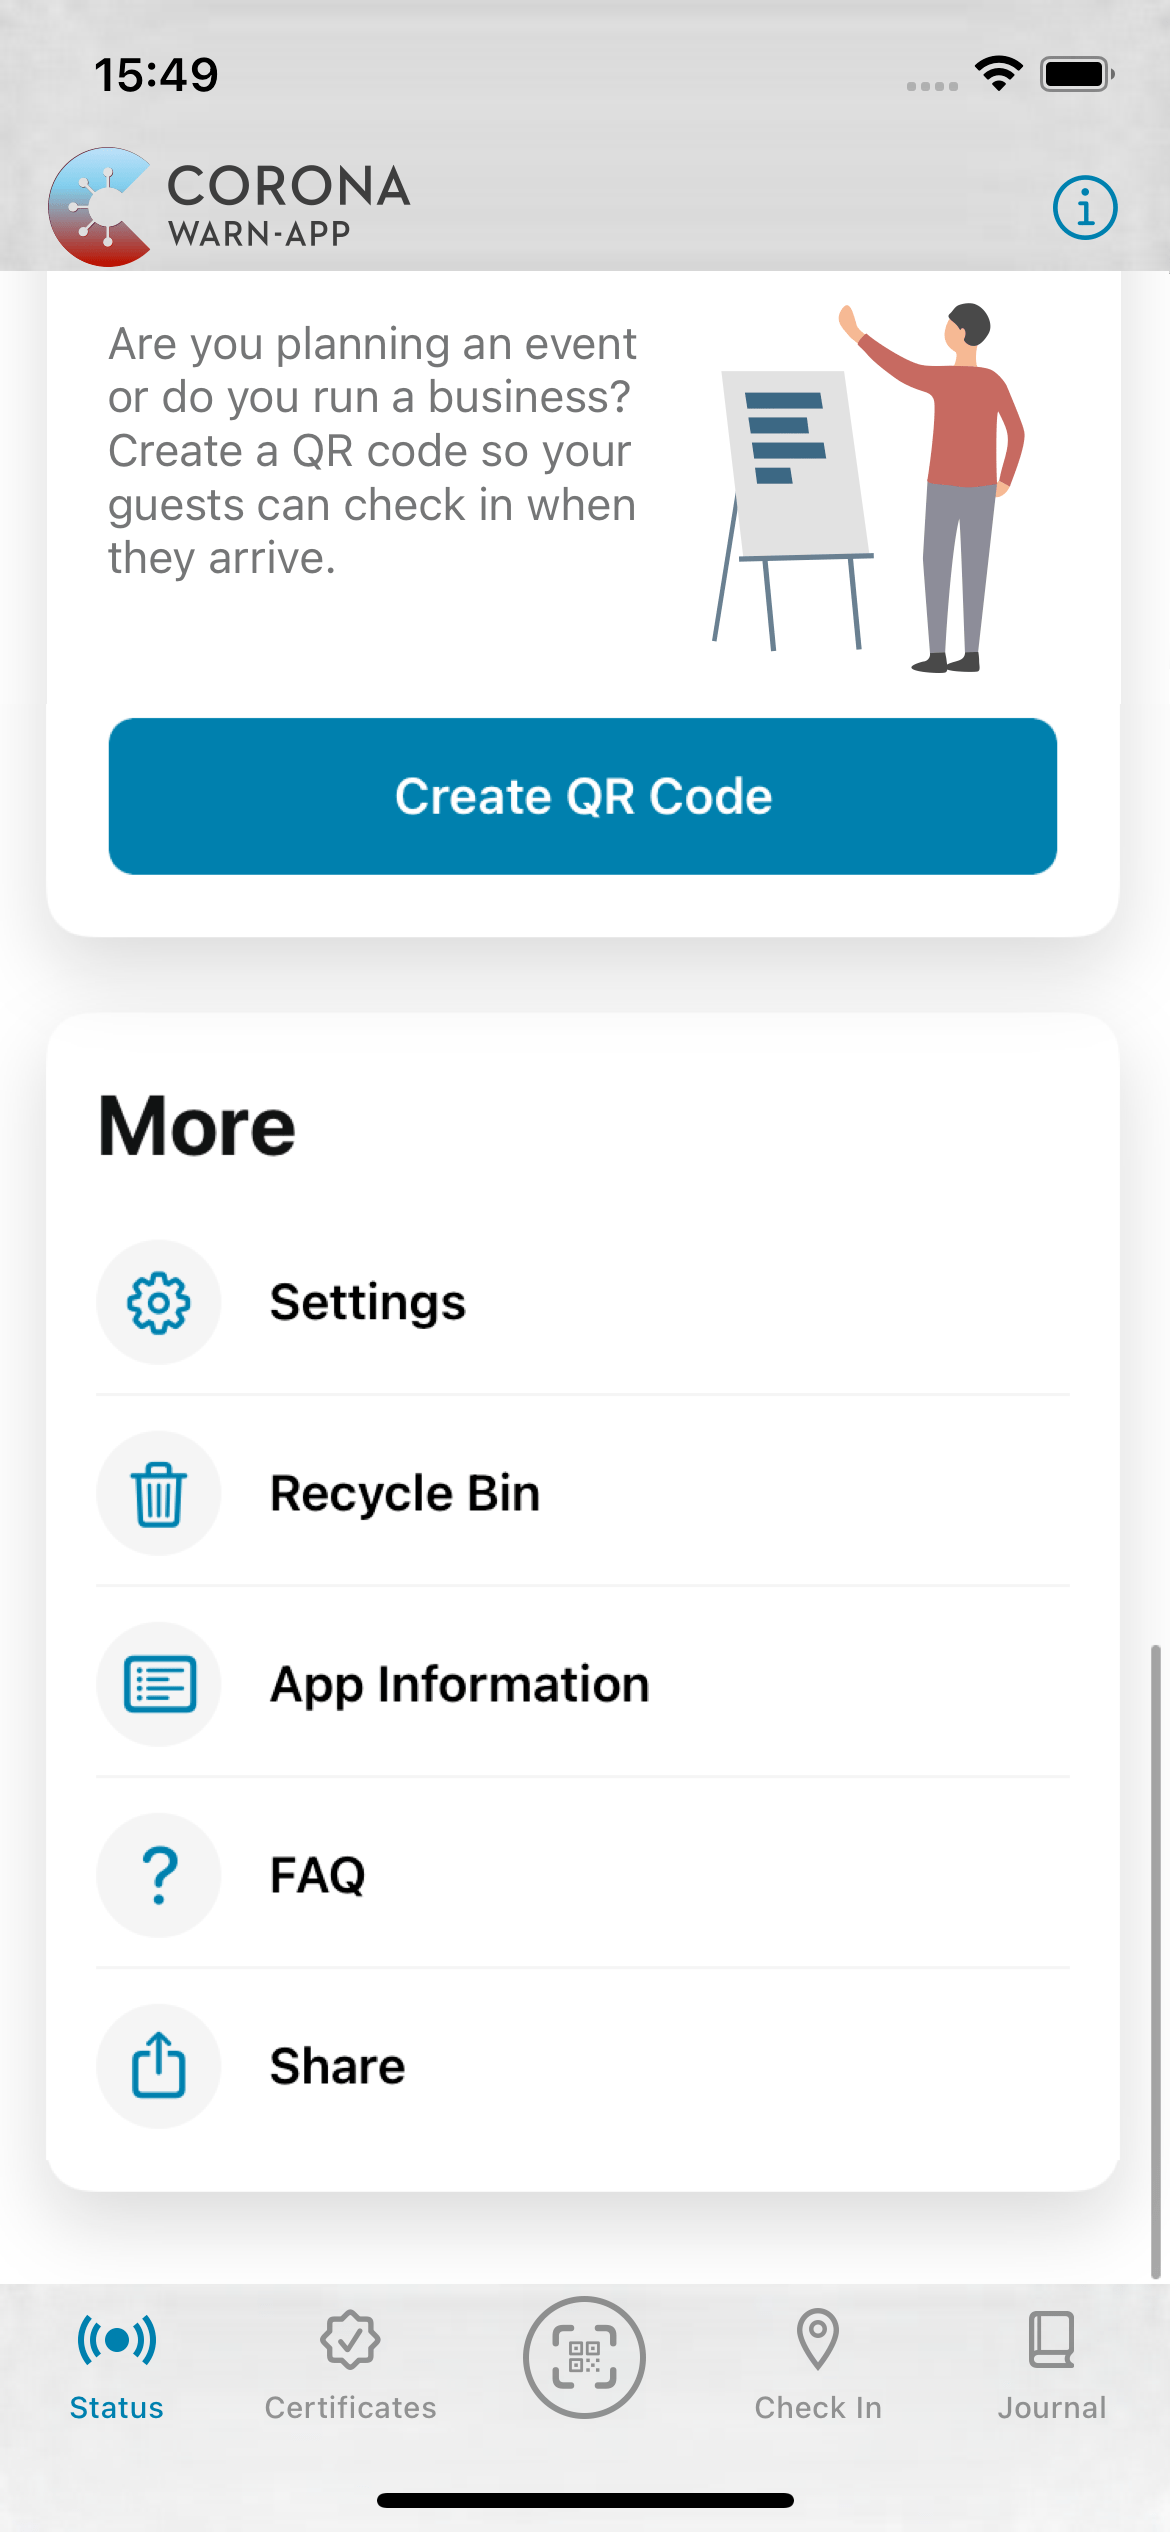 15:49
CORONA
WARN-APP
Are you planning an event
or do you run a business?
Create a QR code so your
guests can check in when
they arrive.
Create QR Code
More
Settings
Recycle Bin
App Information
FAQ
Share
Status
Certificates
Check In
Journal